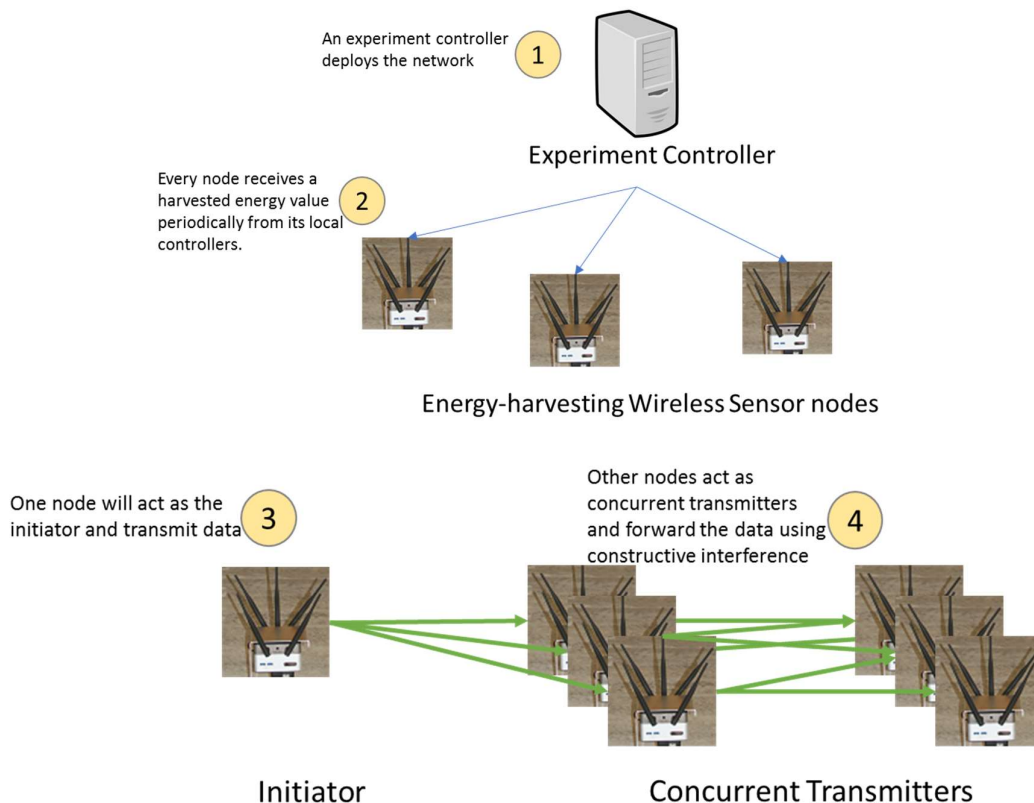 An experiment controller
deploys the network
1
Experiment Controller
Every node receives a
harvested energy value
periodically from its local
controllers.
2
Energy-harvesting Wireless Sensor nodes
One node will act as the
initiator and transmit data
3
Other nodes act as
concurrent transmitters
and forward the data using
constructive interference
4
Initiator
Concurrent Transmitters